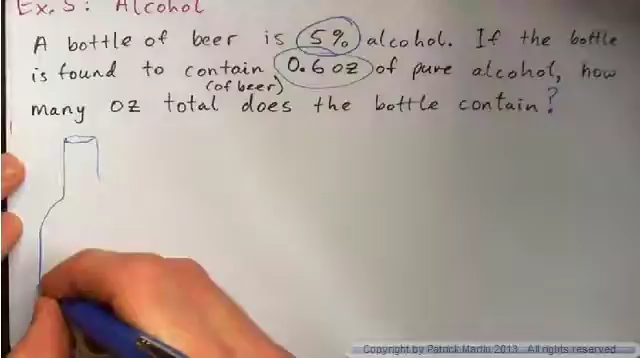 Ex. 5: Alcohol
A bottle of beer is 5% alcohol. If the bottle
is found to contain 0.6 oz of pure alcohol, how
(of beer)
many oz total does the bottle contain?
Copyright by Patrick Martin 2013 All rights reserved